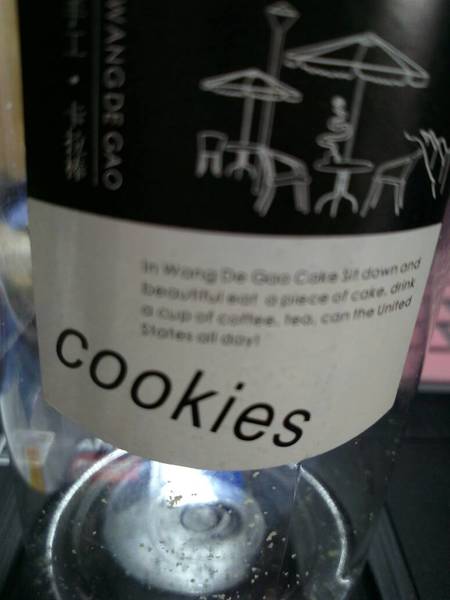 WANG DE GAO
In Wang De Gao Cake Sit down and
beautiful eat a piece of cake, drink
a cup of coffee, tea, can the United
States all day!
cookies